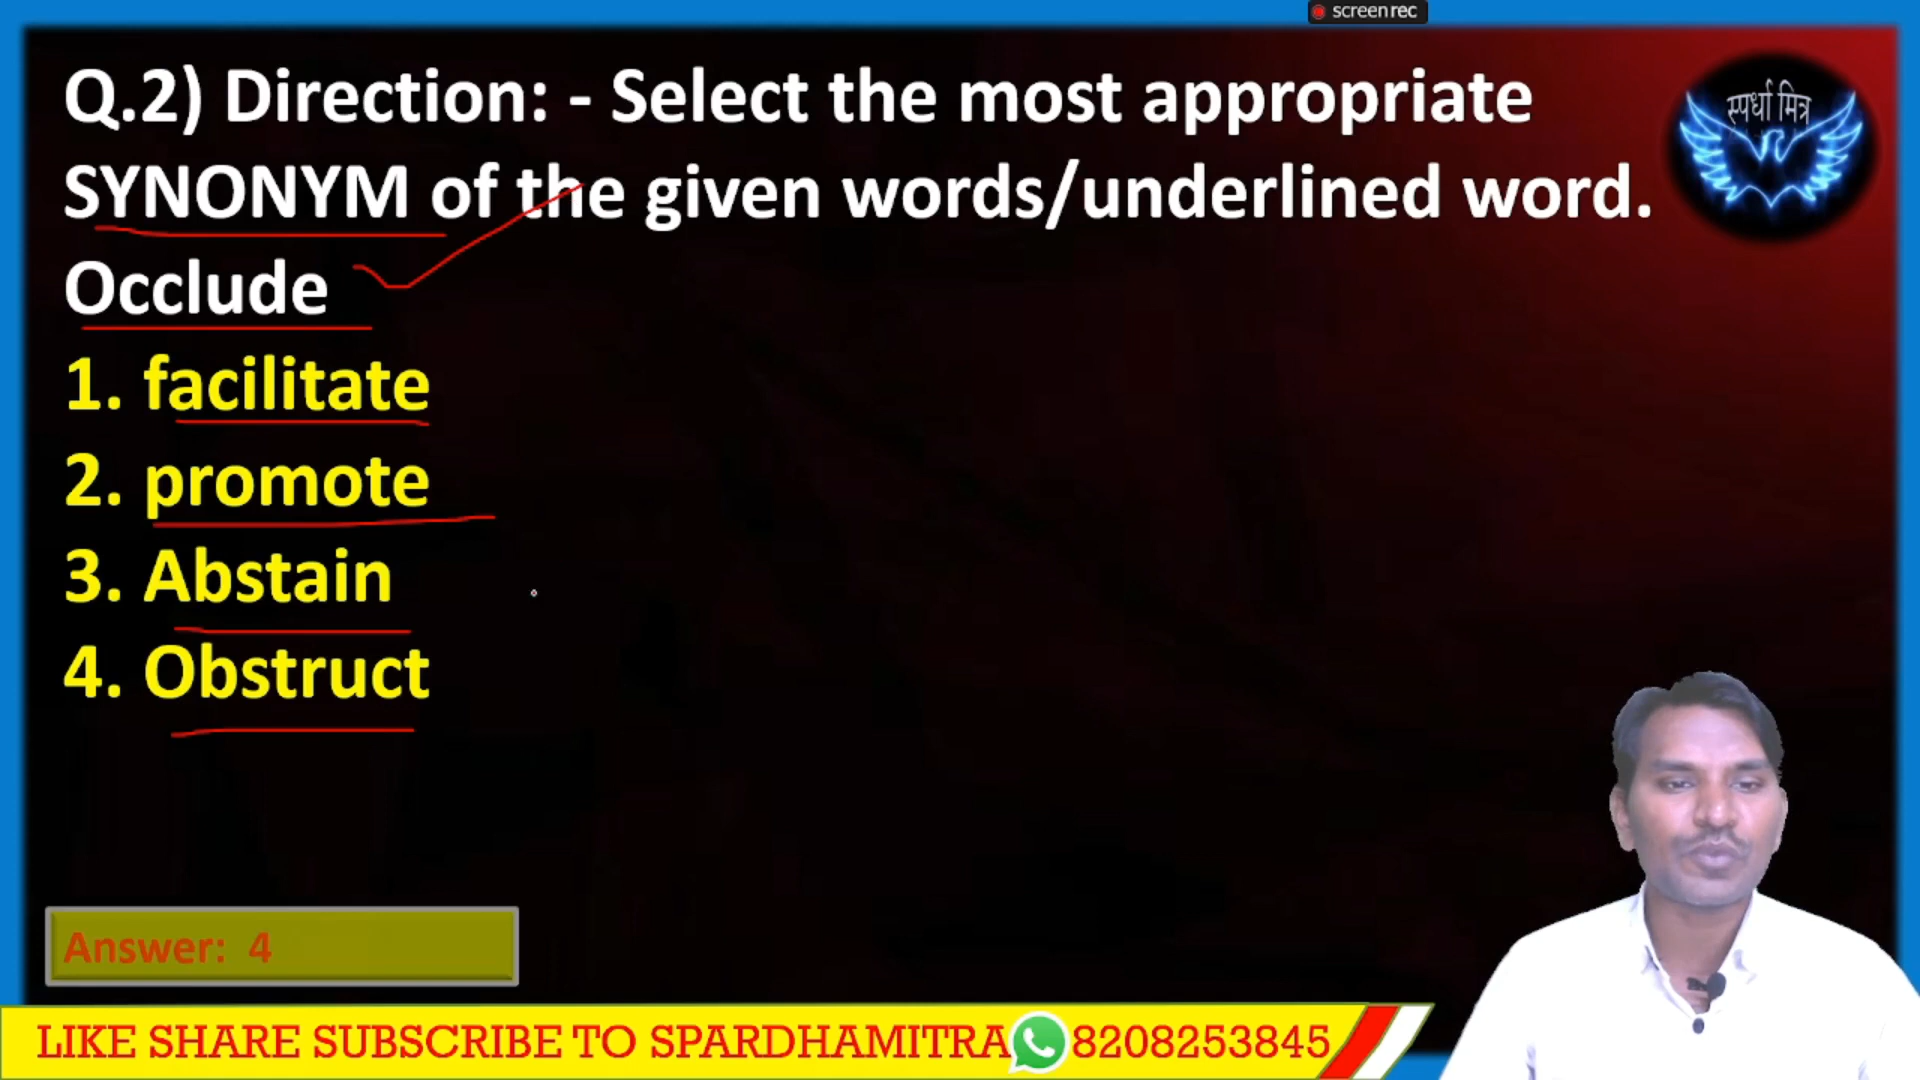 screenrec
Q.2) Direction: - Select the most appropriate
स्पर्धा मित्र
SYNONYM of the given words/underlined word.
Occlude
1. facilitate
2. promote
3. Abstain
4. Obstruct
Answer: 4
LIKE SHARE SUBSCRIBE TO SPARDHAMITRA 8208253845